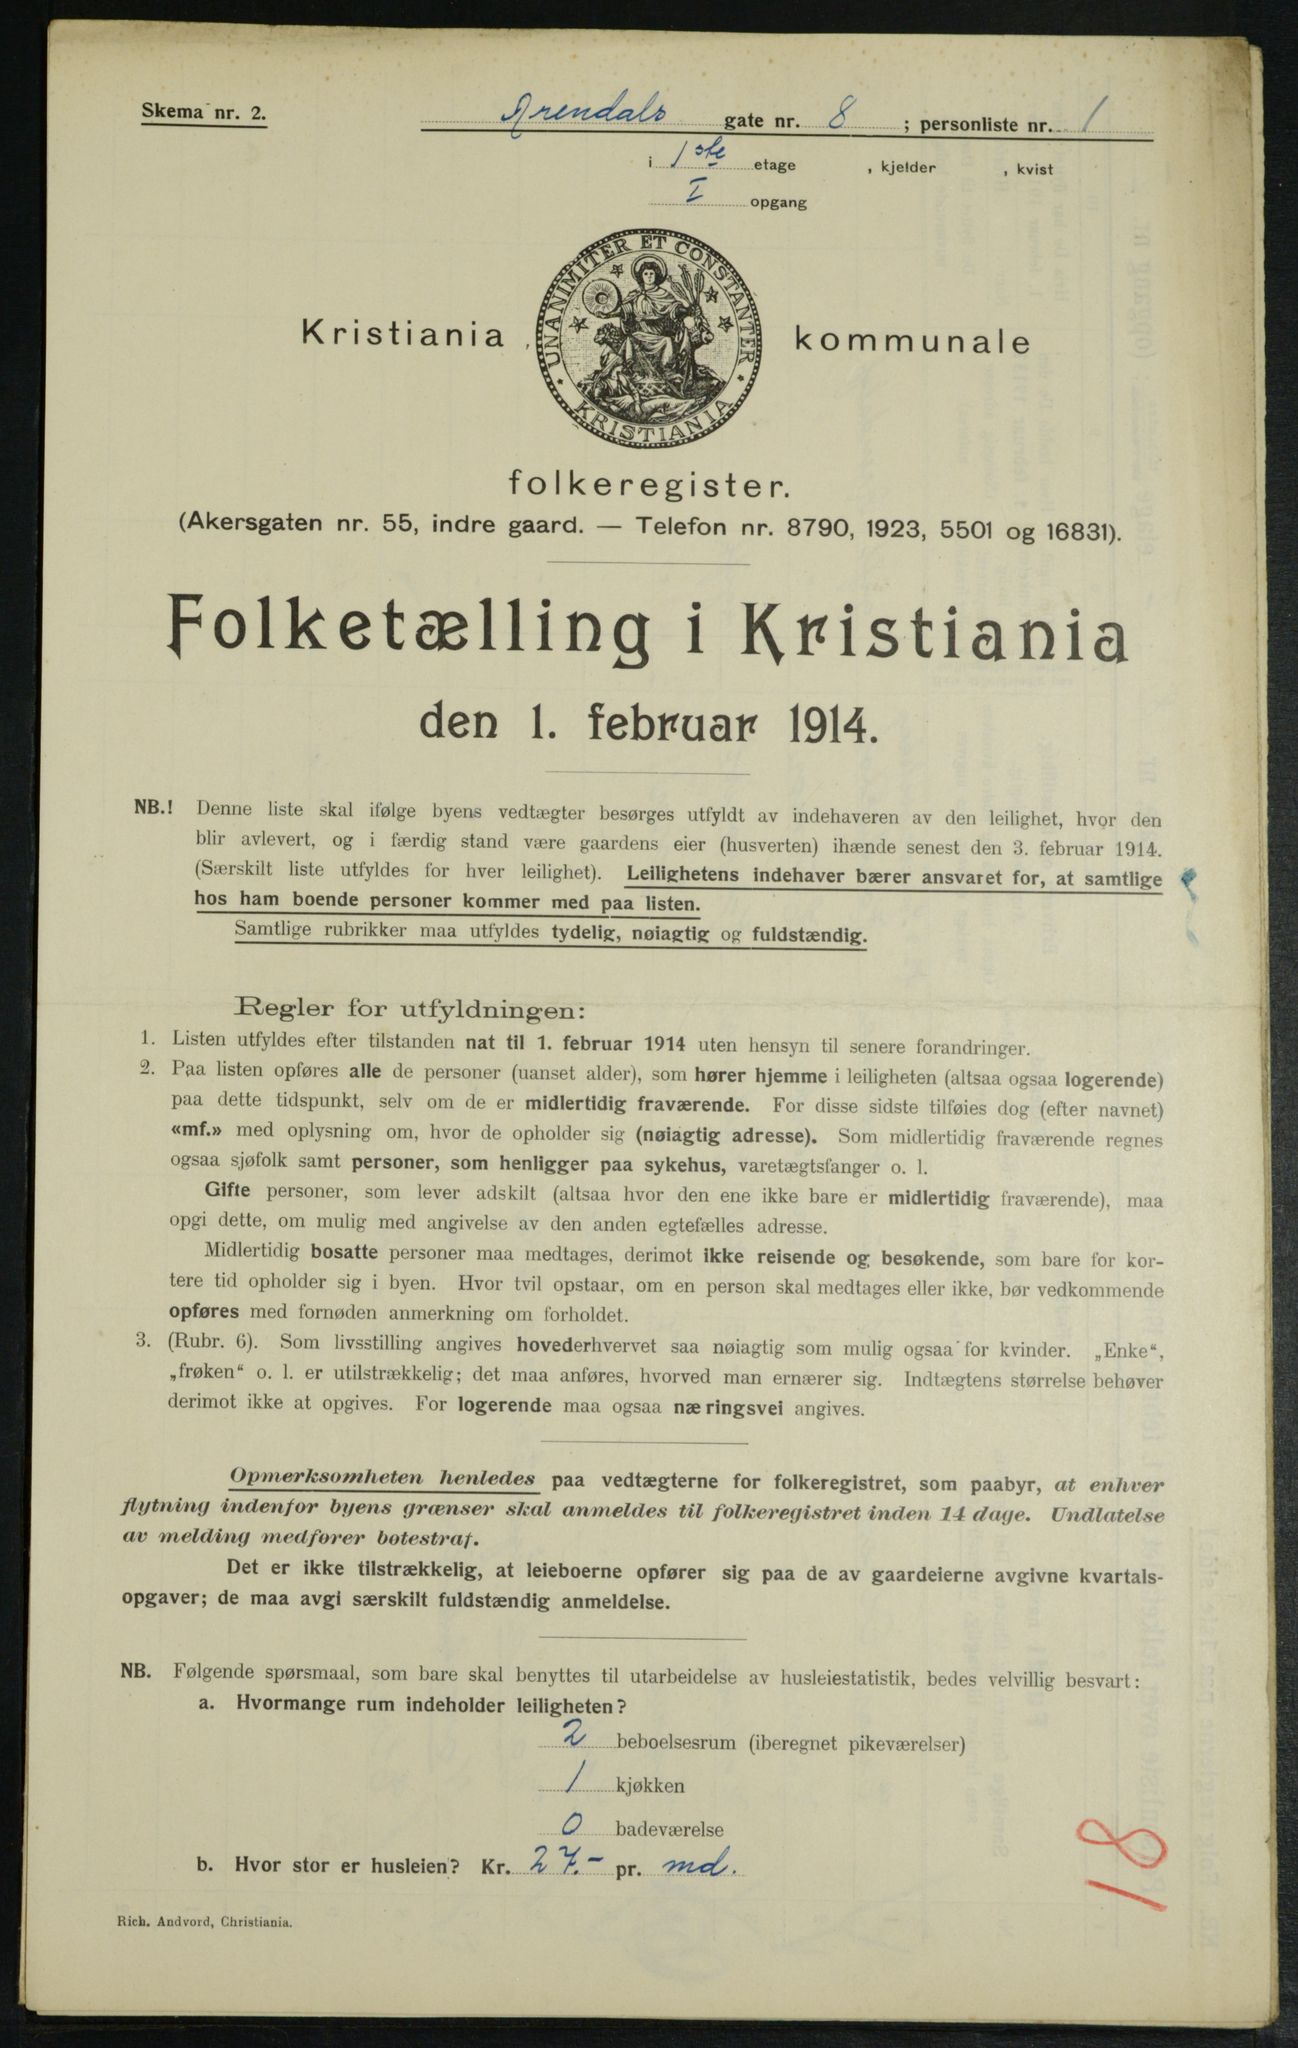 Skema nr. 2.
Arendals gate nr. 8 ; personliste nr. 1
i 1ste etage , kjelder , kvist
I opgang
UNANIMITER ET CONSTANTER
KRISTIANIA
Kristiania kommunale
folkeregister.
(Akersgaten nr. 55, indre gaard. — Telefon nr. 8790, 1923, 5501 og 16831).
Folketælling i Kristiania
den 1. februar 1914.
NB.! Denne liste skal ifølge byens vedtægter besørges utfyldt av indehaveren av den leilighet, hvor den
blir avlevert, og i færdig stand være gaardens eier (husverten) ihænde senest den 3. februar 1914.
(Særskilt liste utfyldes for hver leilighet). Leilighetens indehaver bærer ansvaret for, at samtlige
hos ham boende personer kommer med paa listen.
Samtlige rubrikker maa utfyldes tydelig, nøiagtig og fuldstændig.
Regler for utfyldningen:
1. Listen utfyldes efter tilstanden nat til 1. februar 1914 uten hensyn til senere forandringer.
2. Paa listen opføres alle de personer (uanset alder), som hører hjemme i leiligheten (altsaa ogsaa logerende)
paa dette tidspunkt, selv om de er midlertidig fraværende. For disse sidste tilføies dog (efter navnet)
«mf.» med oplysning om, hvor de opholder sig (nøiagtig adresse). Som midlertidig fraværende regnes
ogsaa sjøfolk samt personer, som henligger paa sykehus, varetægtsfanger o. l.
Gifte personer, som lever adskilt (altsaa hvor den ene ikke bare er midlertidig fraværende), maa
opgi dette, om mulig med angivelse av den anden egtefælles adresse.
Midlertidig bosatte personer maa medtages, derimot ikke reisende og besøkende, som bare for kor-
tere tid opholder sig i byen. Hvor tvil opstaar, om en person skal medtages eller ikke, bør vedkommende
opføres med fornøden anmerkning om forholdet.
3. (Rubr. 6). Som livsstilling angives hovederhvervet saa nøiagtig som mulig ogsaa for kvinder. „Enke“,
„frøken“ o. l. er utilstrækkelig; det maa anføres, hvorved man ernærer sig. Indtægtens størrelse behøver
derimot ikke at opgives. For logerende maa ogsaa næringsvei angives.
Opmerksomheten henledes paa vedtægterne for folkeregistret, som paabyr, at enhver
flytning indenfor byens grænser skal anmeldes til folkeregistret inden 14 dage. Undlatelse
av melding medfører bøtestraf.
Det er ikke tilstrækkelig, at leieboerne opfører sig paa de av gaardeierne avgivne kvartals-
opgaver; de maa avgi særskilt fuldstændig anmeldelse.
NB. Følgende spørsmaal, som bare skal benyttes til utarbeidelse av husleiestatistik, bedes velvillig besvart:
a. Hvormange rum indeholder leiligheten?
2 beboelsesrum (iberegnet pikeværelser)
1 kjøkken
0 badeværelse
b. Hvor stor er husleien? Kr. 27.- pr. md.
18
Rich. Andvord, Christiania.